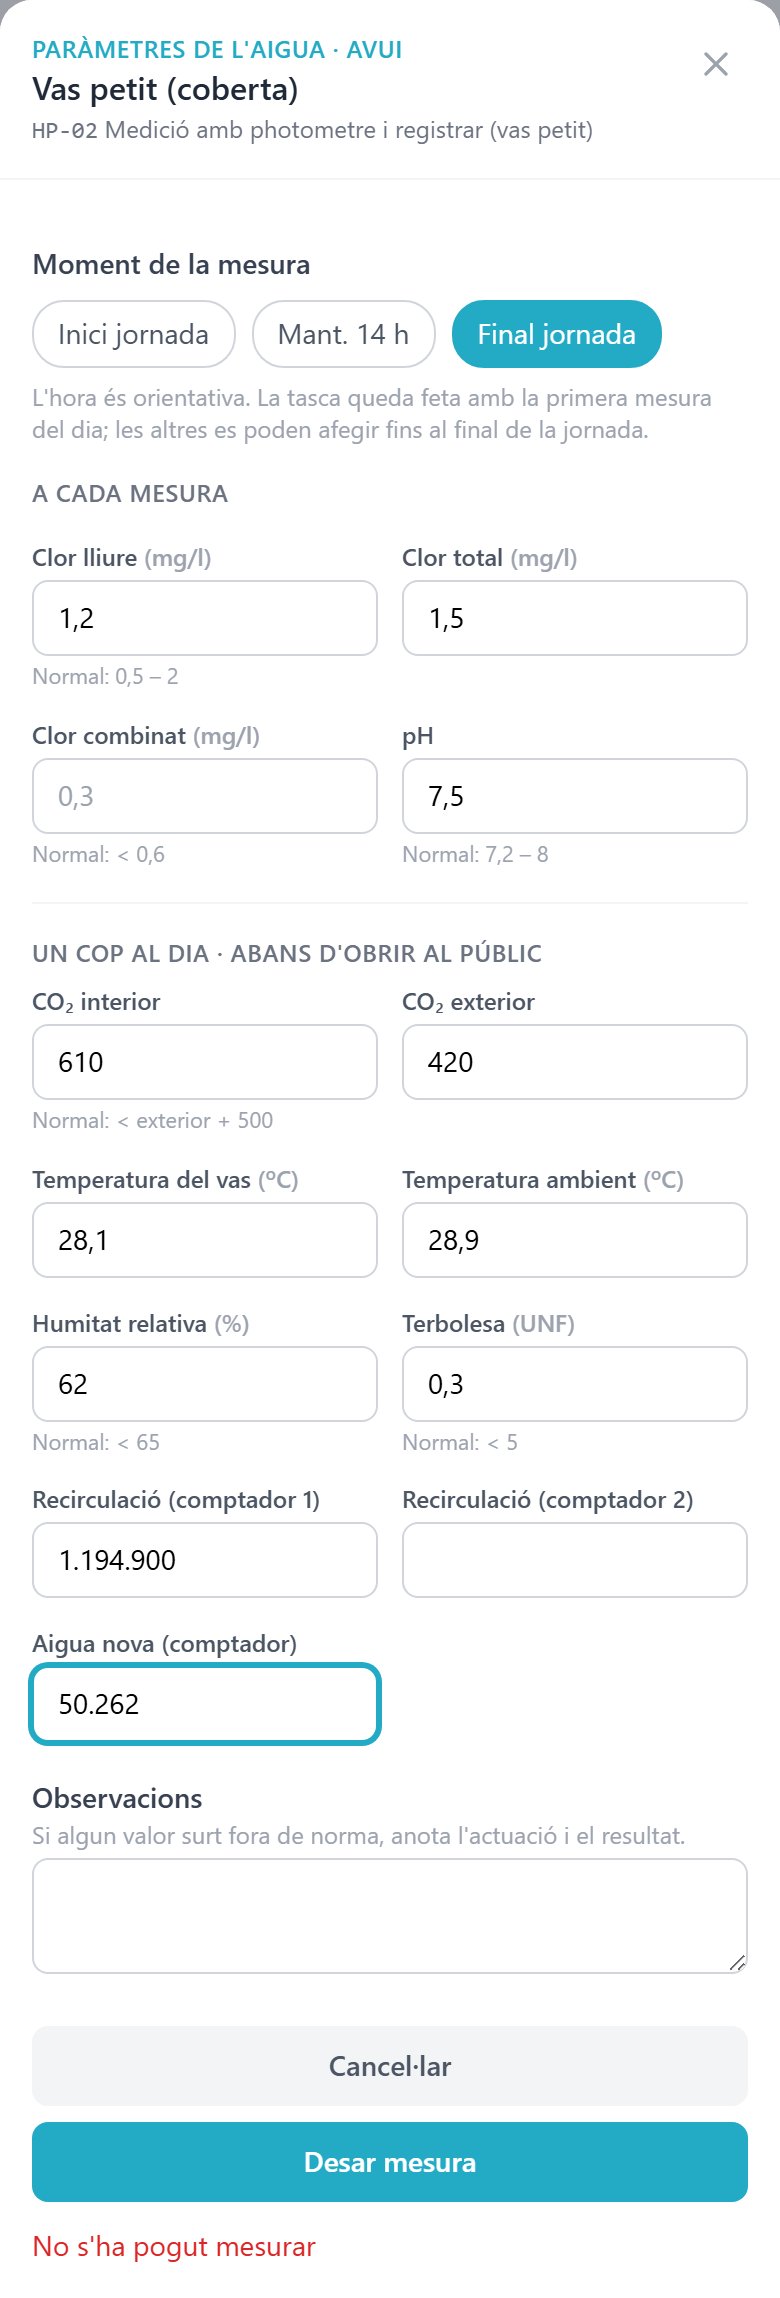 PARÀMETRES DE L'AIGUA · AVUI
Vas petit (coberta)
HP-02 Medició amb photometre i registrar (vas petit)
Moment de la mesura
Inici jornada
Mant. 14 h
Final jornada
L'hora és orientativa. La tasca queda feta amb la primera mesura
del dia; les altres es poden afegir fins al final de la jornada.
A CADA MESURA
Clor lliure (mg/l)
1,2
Normal: 0,5 – 2
Clor total (mg/l)
1,5
Clor combinat (mg/l)
0,3
Normal: < 0,6
pH
7,5
Normal: 7,2 – 8
UN COP AL DIA · ABANS D'OBRIR AL PÚBLIC
CO₂ interior
610
Normal: < exterior + 500
CO₂ exterior
420
Temperatura del vas (ºC)
28,1
Temperatura ambient (ºC)
28,9
Humitat relativa (%)
62
Normal: < 65
Terbolesa (UNF)
0,3
Normal: < 5
Recirculació (comptador 1)
1.194.900
Recirculació (comptador 2)
Aigua nova (comptador)
50.262
Observacions
Si algun valor surt fora de norma, anota l'actuació i el resultat.
Cancel·lar
Desar mesura
No s'ha pogut mesurar